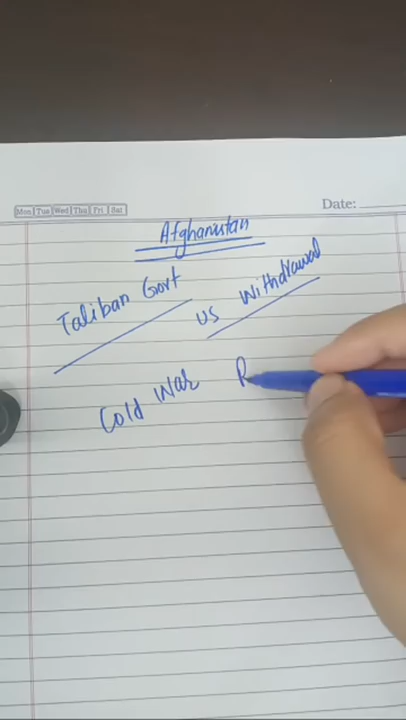 Mon Tue Wed Thu Fri Sat
Date:
Afghanistan
Taliban Govt
US Withdrawal
Cold War R